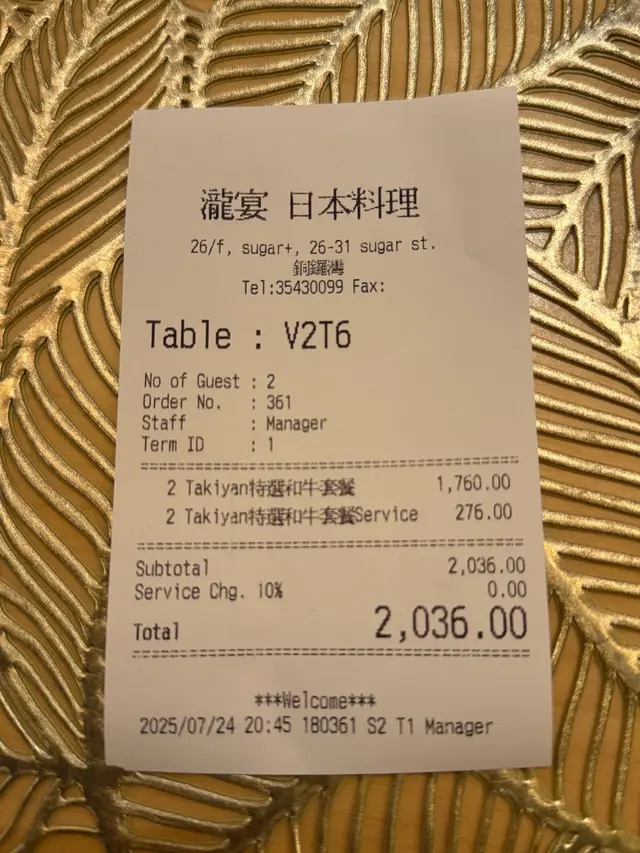 瀧宴 日本料理
26/f, sugar+, 26-31 sugar st.
銅鑼灣
Tel:35430099 Fax:
Table : V2T6
No of Guest : 2
Order No. : 361
Staff : Manager
Term ID : 1
2 Takiyan特選和牛套餐 1,760.00
2 Takiyan特選和牛套餐Service 276.00
Subtotal 2,036.00
Service Chg. 10% 0.00
Total 2,036.00
***Welcome***
2025/07/24 20:45 180361 S2 T1 Manager